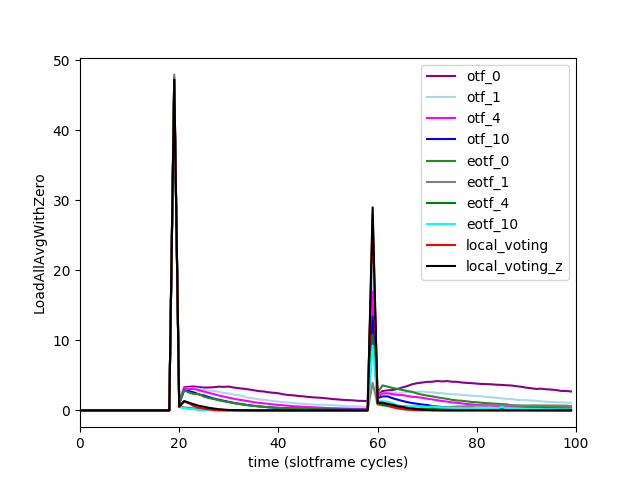 50
40
30
20
10
0
LoadAllAvgWithZero
0
20
40
60
80
100
time (slotframe cycles)
otf_0
otf_1
otf_4
otf_10
eotf_0
eotf_1
eotf_4
eotf_10
local_voting
local_voting_z